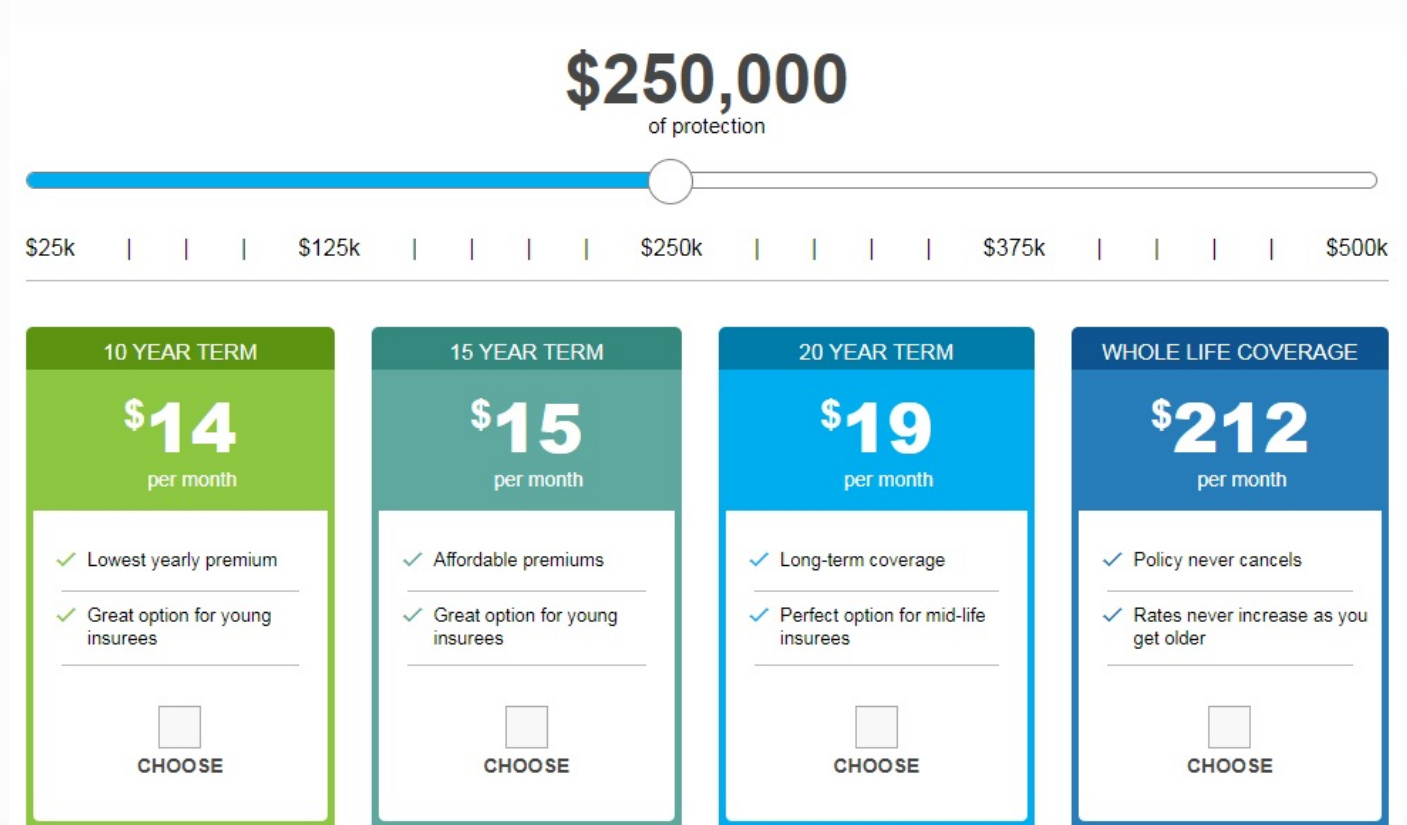 $250,000
of protection
$25k | | | $125k | | | | $250k | | | | $375k | | | | $500k
10 YEAR TERM
$14
per month
Lowest yearly premium
Great option for young
insurees
CHOOSE
15 YEAR TERM
$15
per month
Affordable premiums
Great option for young
insurees
CHOOSE
20 YEAR TERM
$19
per month
Long-term coverage
Perfect option for mid-life
insurees
CHOOSE
WHOLE LIFE COVERAGE
$212
per month
Policy never cancels
Rates never increase as you
get older
CHOOSE